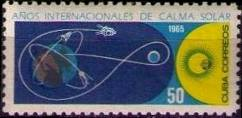 AÑOS INTERNACIONALES DE CALMA SOLAR
1965
50
CUBA CORREOS